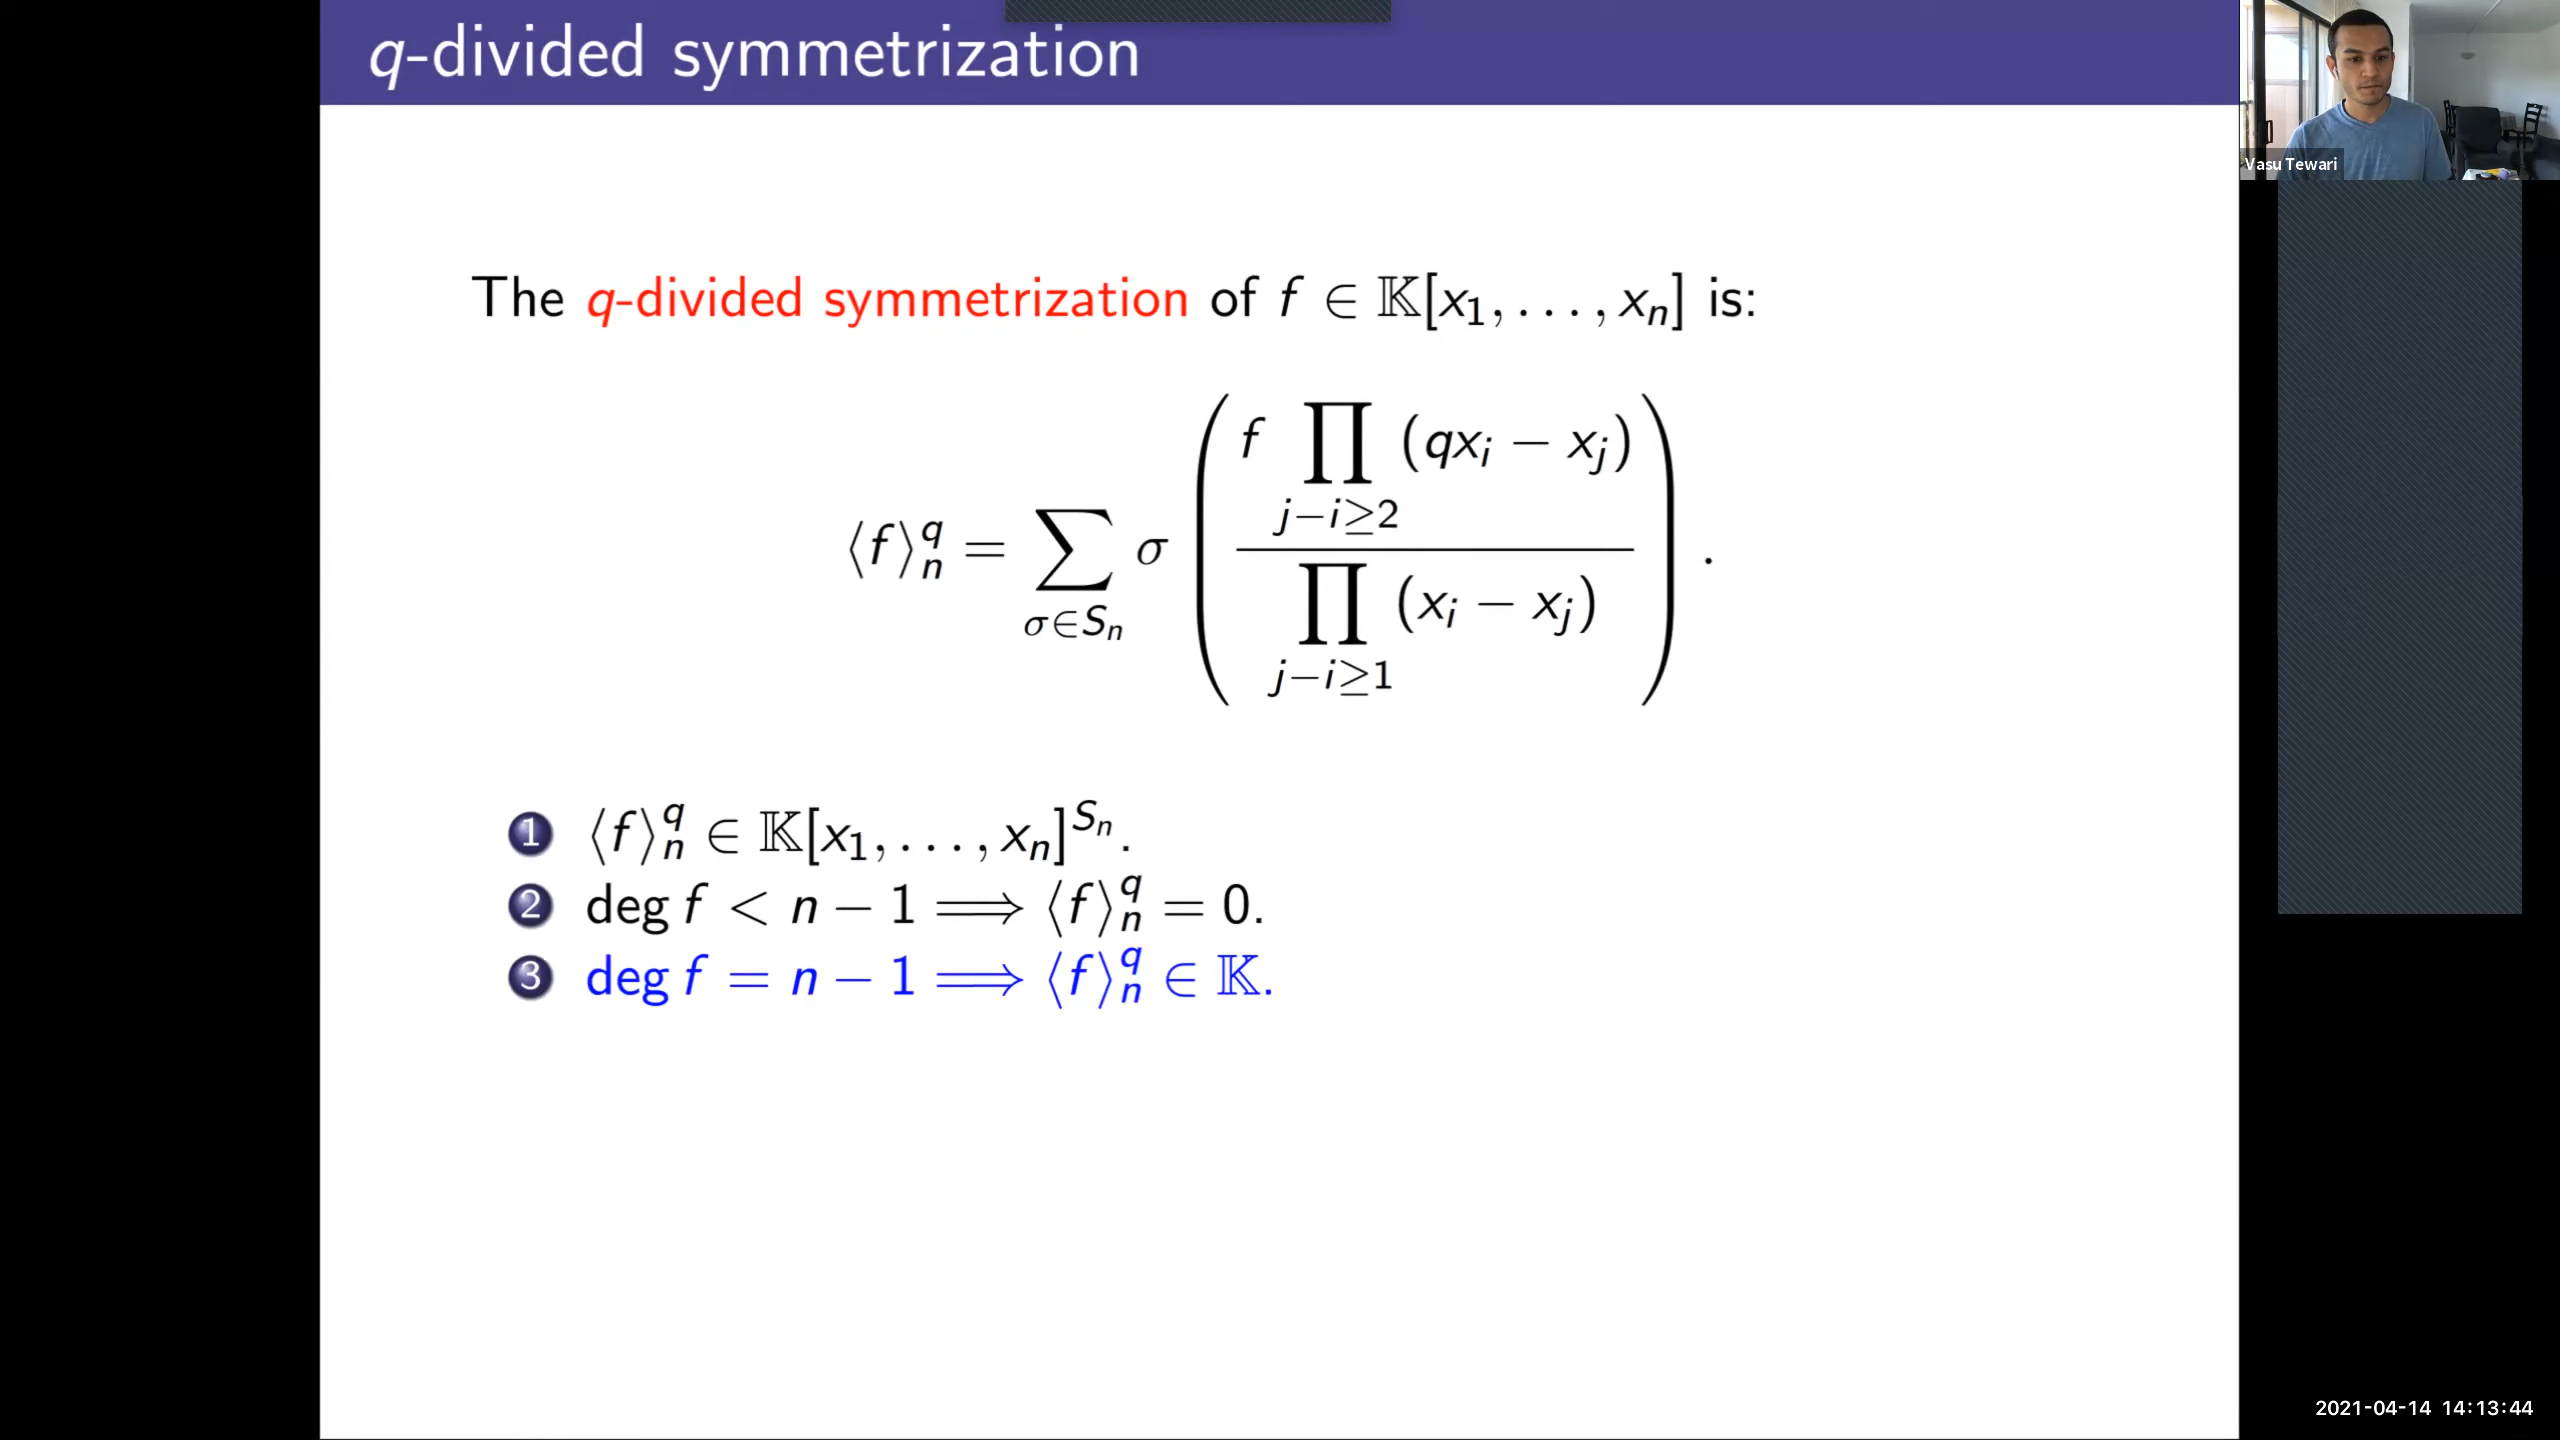 q-divided symmetrization
Vasu Tewari
The q-divided symmetrization of f ∈ 𝕂[x₁, . . . , xₙ] is:
⟨f⟩ₙ^q = ∑_{σ∈Sₙ} σ ( f ∏_{j−i≥2} (qxᵢ − xⱼ) / ∏_{j−i≥1} (xᵢ − xⱼ) ) .
1 ⟨f⟩ₙ^q ∈ 𝕂[x₁, . . . , xₙ]^{Sₙ}.
2 deg f < n − 1 ⟹ ⟨f⟩ₙ^q = 0.
3 deg f = n − 1 ⟹ ⟨f⟩ₙ^q ∈ 𝕂.
2021-04-14 14:13:44